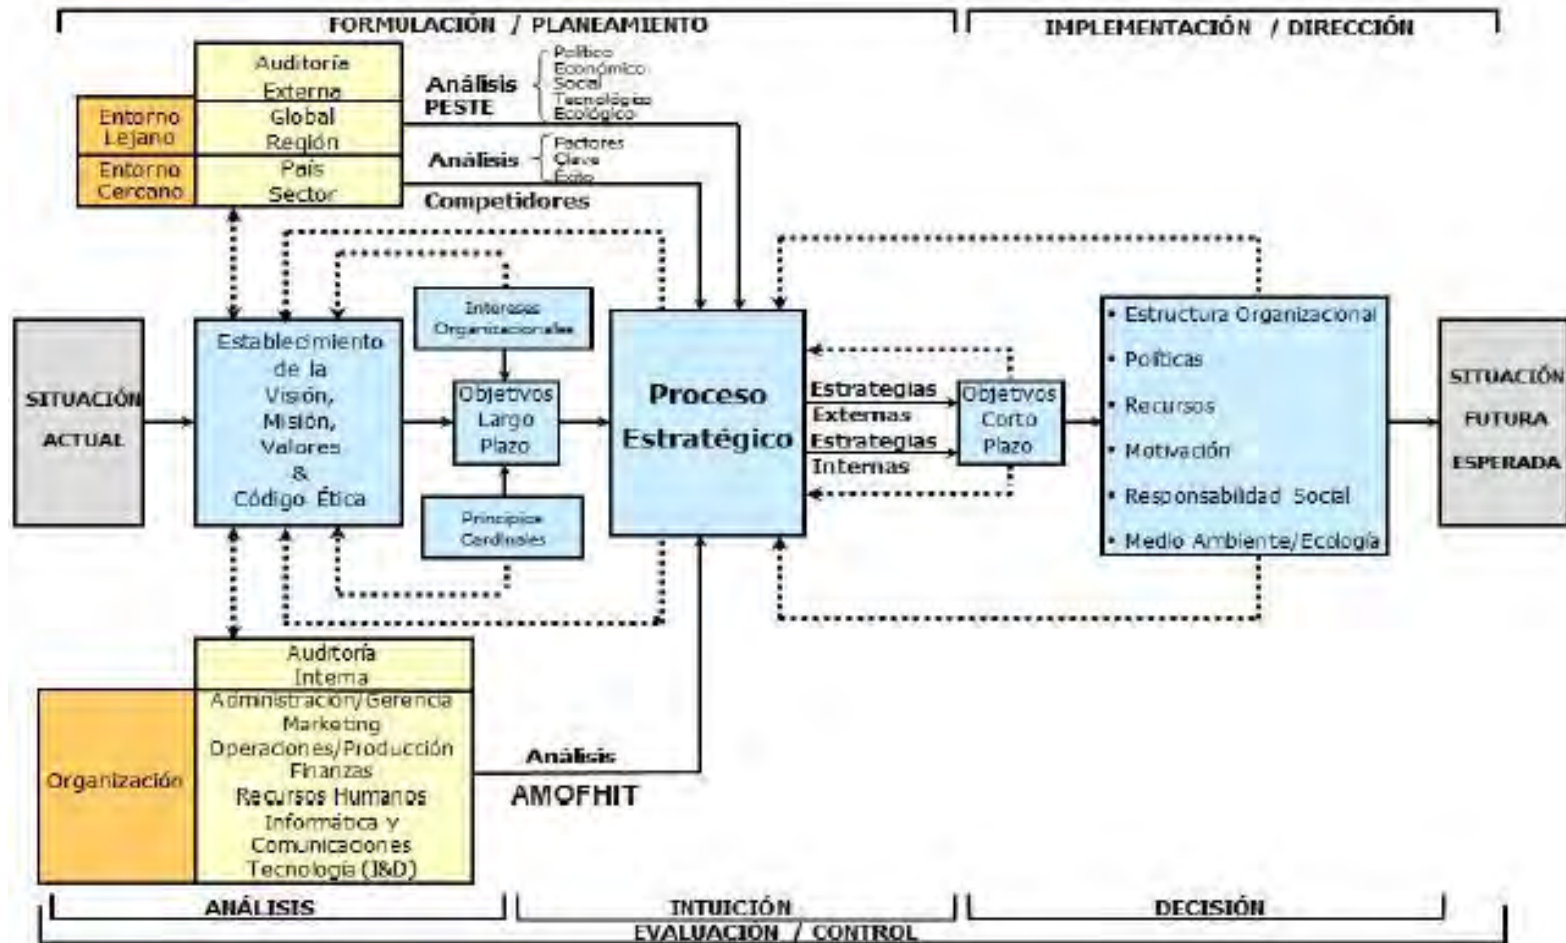 FORMULACIÓN / PLANEAMIENTO
IMPLEMENTACIÓN / DIRECCIÓN
Auditoría
Externa
Entorno
Lejano
Global
Región
Entorno
Cercano
País
Sector
Análisis
PESTE
Político
Económico
Social
Tecnológico
Ecológico
Análisis
Competidores
Factores
Clave
Éxito
SITUACIÓN
ACTUAL
Establecimiento
de la
Visión,
Misión,
Valores
&
Código Ética
Intereses
Organizacionales
Objetivos
Largo
Plazo
Principios
Cardinales
Proceso
Estratégico
Estrategias
Externas
Estrategias
Internas
Objetivos
Corto
Plazo
• Estructura Organizacional
• Políticas
• Recursos
• Motivación
• Responsabilidad Social
• Medio Ambiente/Ecología
SITUACIÓN
FUTURA
ESPERADA
Auditoría
Interna
Organización
Administración/Gerencia
Marketing
Operaciones/Producción
Finanzas
Recursos Humanos
Informática y
Comunicaciones
Tecnología (I&D)
Análisis
AMOFHIT
ANÁLISIS
INTUICIÓN
DECISIÓN
EVALUACIÓN / CONTROL